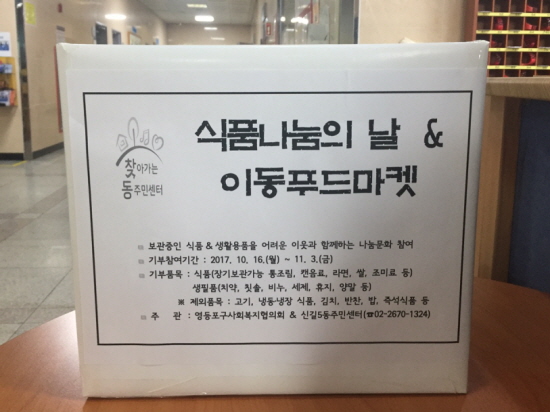 식품나눔의 날 &
이동푸드마켓
찾아가는
동주민센터
보관중인 식품 & 생활용품을 어려운 이웃과 함께하는 나눔문화 참여
기부참여기간 : 2017. 10. 16.(월) ~ 11. 3.(금)
기부품목 : 식품(장기보관가능 통조림, 캔음료, 라면, 쌀, 조미료 등)
생필품(치약, 칫솔, 비누, 세제, 휴지, 양말 등)
※ 제외품목 : 고기, 냉동·냉장 식품, 김치, 반찬, 밥, 즉석식품 등
주 관 : 영등포구사회복지협의회 & 신길5동주민센터(☎02-2670-1324)